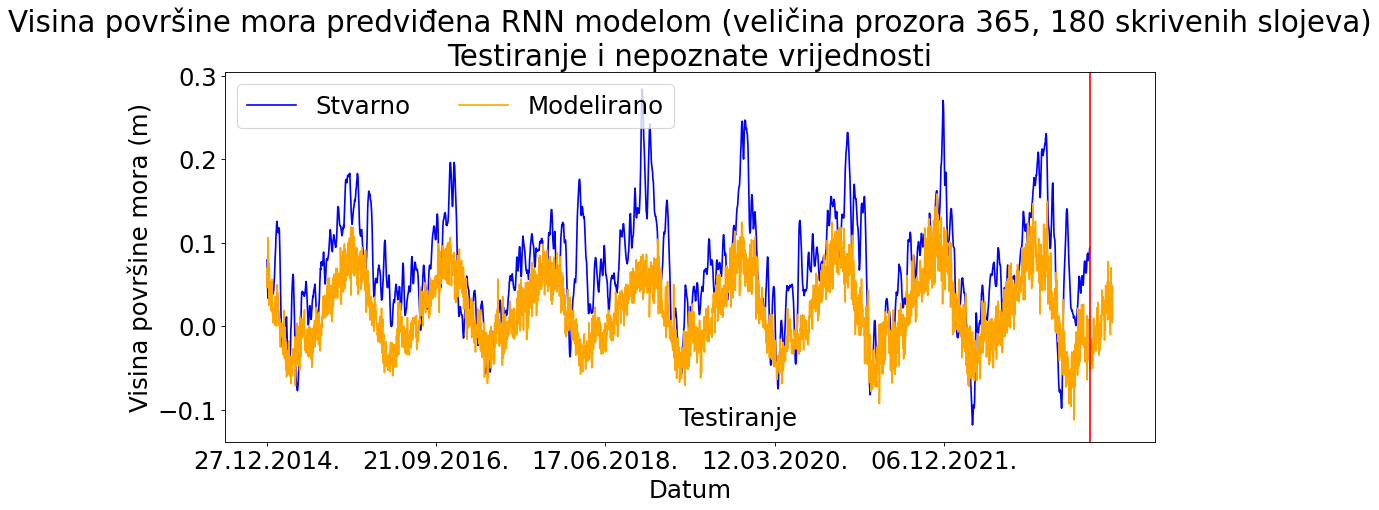 Visina površine mora predviđena RNN modelom (veličina prozora 365, 180 skrivenih slojeva)
Testiranje i nepoznate vrijednosti
Stvarno Modelirano
Visina površine mora (m)
0.3
0.2
0.1
0.0
−0.1
Testiranje
27.12.2014. 21.09.2016. 17.06.2018. 12.03.2020. 06.12.2021.
Datum